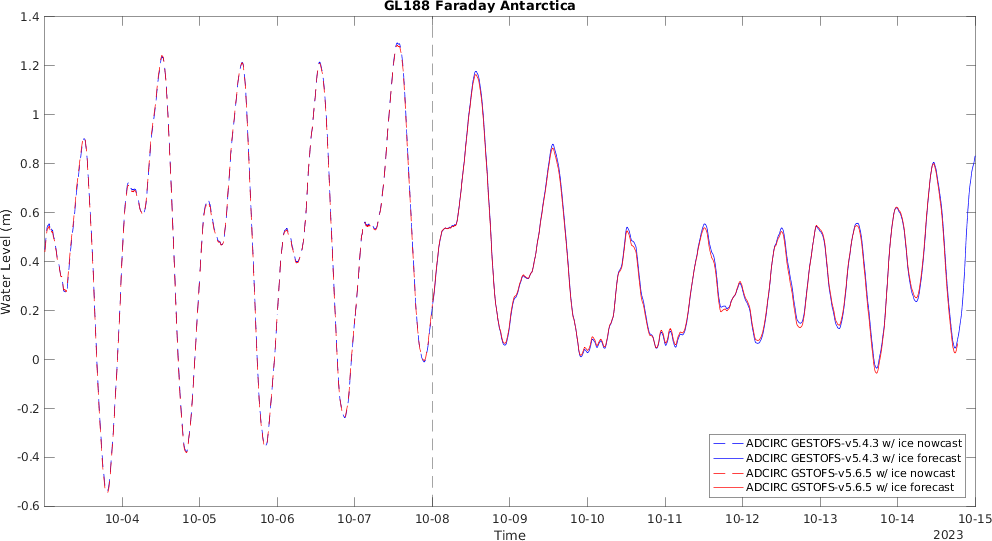 GL188 Faraday Antarctica
1.4
1.2
1
0.8
0.6
0.4
0.2
0
-0.2
-0.4
-0.6
Water Level (m)
ADCIRC GESTOFS-v5.4.3 w/ ice nowcast
ADCIRC GESTOFS-v5.4.3 w/ ice forecast
ADCIRC GSTOFS-v5.6.5 w/ ice nowcast
ADCIRC GSTOFS-v5.6.5 w/ ice forecast
10-04 10-05 10-06 10-07 10-08 10-09 10-10 10-11 10-12 10-13 10-14 10-15
Time
2023